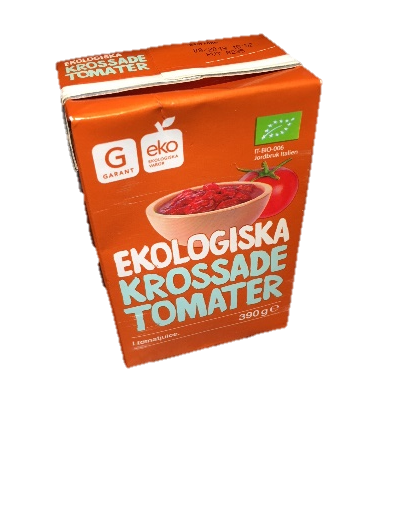 EKOLOGISKA
KROSSADE
TOMATER
G
GARANT
eko
EKOLOGISKA
VAROR
IT-BIO-006
Jordbruk Italien
EKOLOGISKA
KROSSADE
TOMATER
390 g e
I tomatjuice.